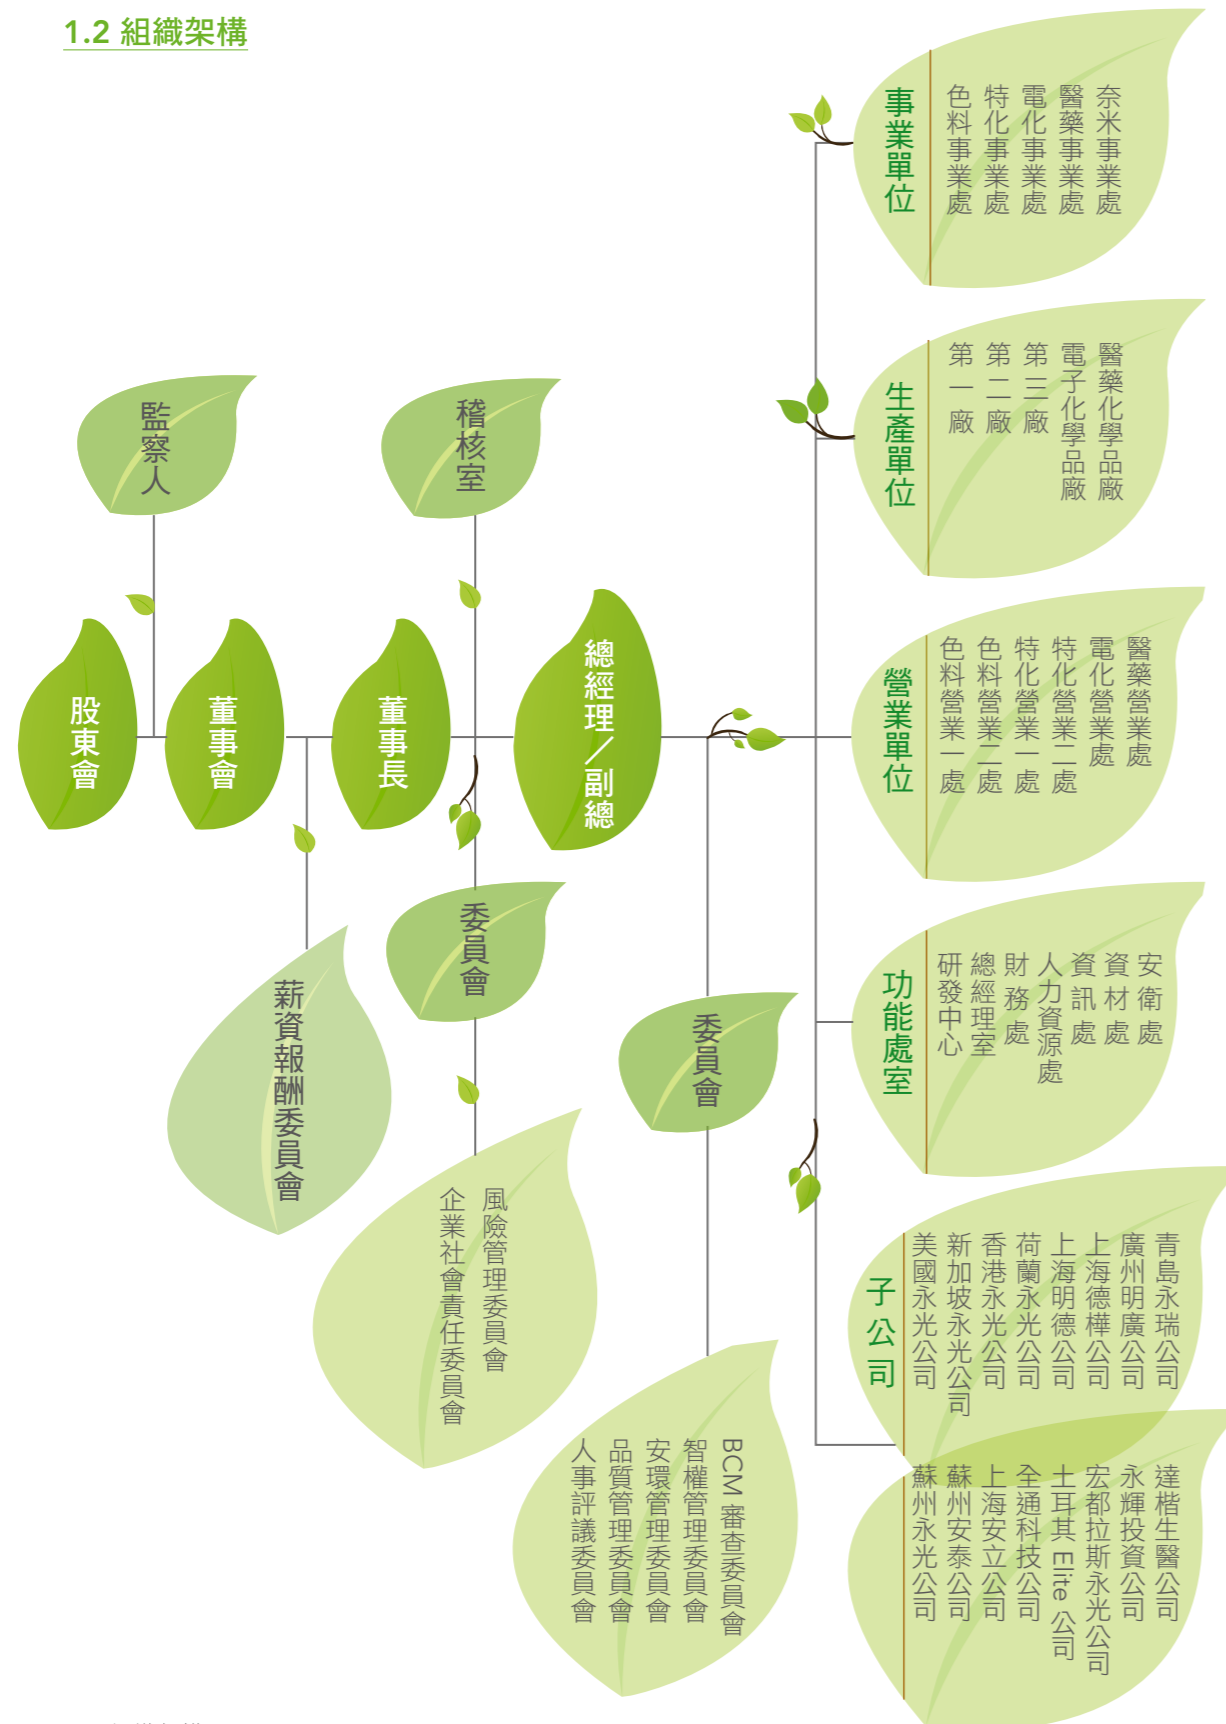 1.2 組織架構
股東會
監察人
董事會
薪資報酬委員會
董事長
稽核室
委員會
企業社會責任委員會
風險管理委員會
總經理／副總
委員會
人事評議委員會
品質管理委員會
安環管理委員會
智權管理委員會
BCM 審查委員會
事業單位
色料事業處
特化事業處
電化事業處
醫藥事業處
奈米事業處
生產單位
第一廠
第二廠
第三廠
電子化學品廠
醫藥化學品廠
營業單位
色料營業一處
色料營業二處
特化營業一處
特化營業二處
電化營業處
醫藥營業處
功能處室
研發中心
總經理室
財務處
人力資源處
資訊處
資材處
安衛處
子公司
美國永光公司
新加坡永光公司
香港永光公司
荷蘭永光公司
上海明德公司
上海德樺公司
廣州明廣公司
青島永瑞公司
蘇州永光公司
蘇州安泰公司
上海安立公司
全通科技公司
土耳其 Elite 公司
宏都拉斯永光公司
永輝投資公司
達楷生醫公司